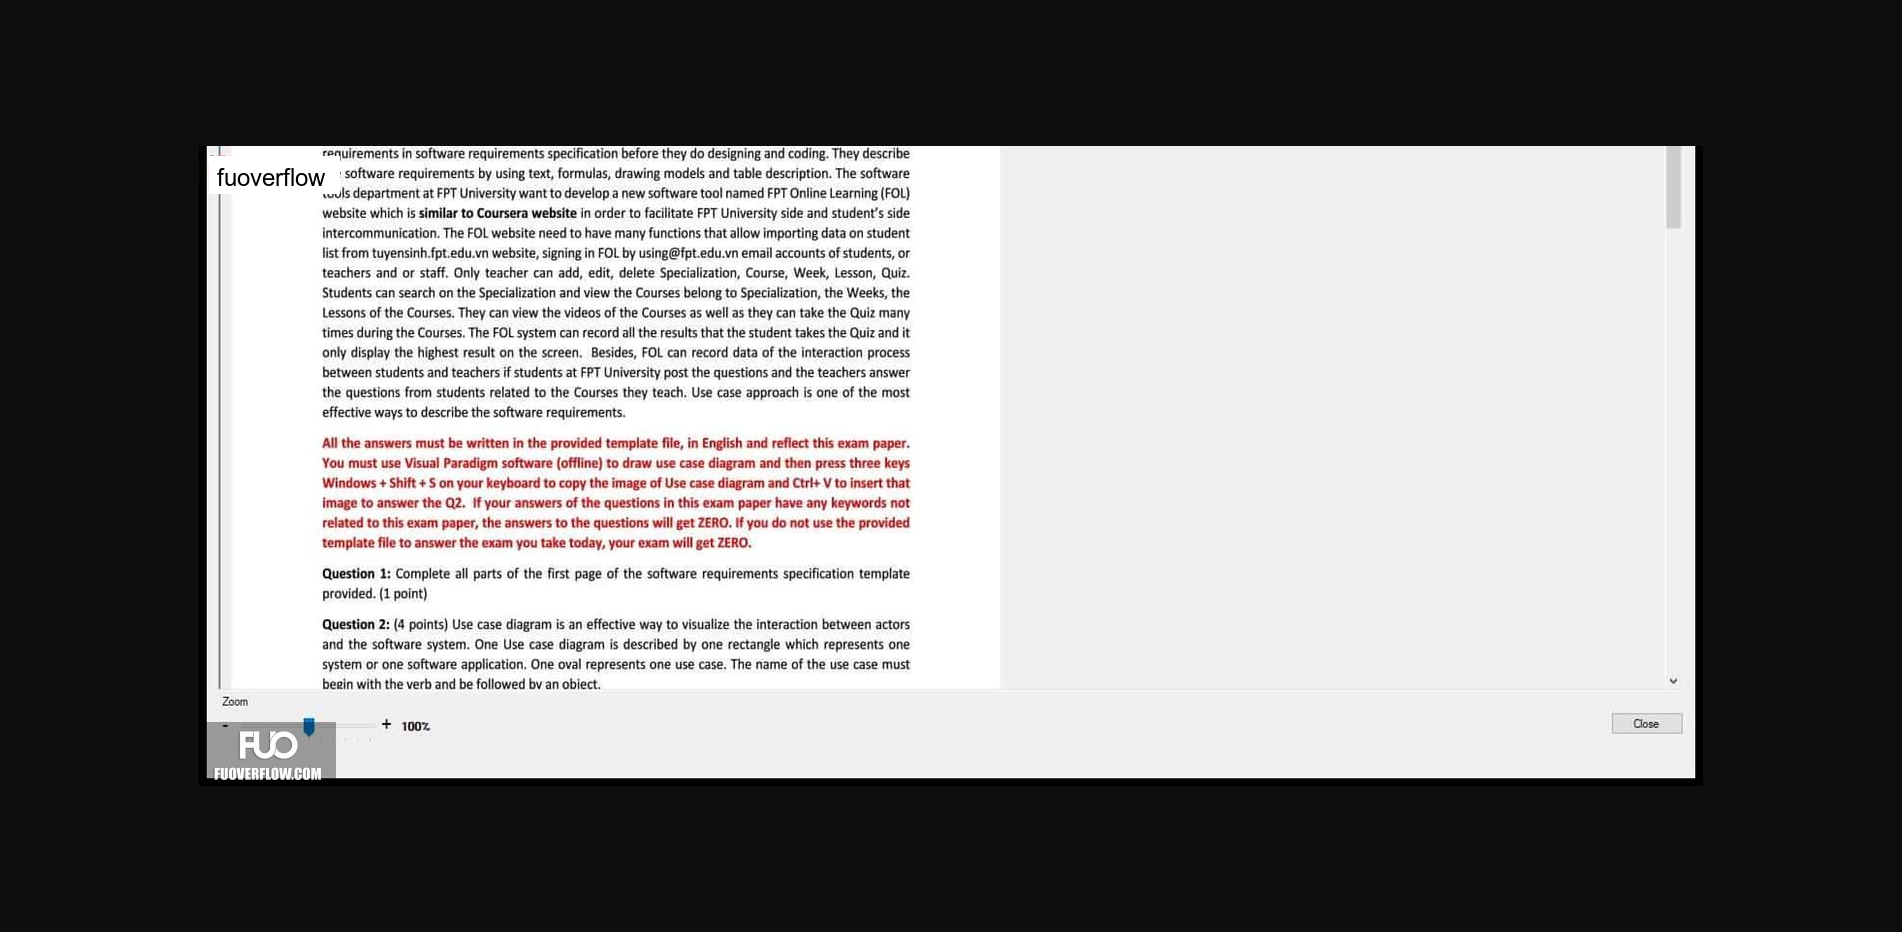 requirements in software requirements specification before they do designing and coding. They describe
fuoverflow
software requirements by using text, formulas, drawing models and table description. The software
department at FPT University want to develop a new software tool named FPT Online Learning (FOL)
website which is similar to Coursera website in order to facilitate FPT University side and student's side
intercommunication. The FOL website need to have many functions that allow importing data on student
list from tuyensinh.fpt.edu.vn website, signing in FOL by using@fpt.edu.vn email accounts of students, or
teachers and or staff. Only teacher can add, edit, delete Specialization, Course, Week, Lesson, Quiz.
Students can search on the Specialization and view the Courses belong to Specialization, the Weeks, the
Lessons of the Courses. They can view the videos of the Courses as well as they can take the Quiz many
times during the Courses. The FOL system can record all the results that the student takes the Quiz and it
only display the highest result on the screen. Besides, FOL can record data of the interaction process
between students and teachers if students at FPT University post the questions and the teachers answer
the questions from students related to the Courses they teach. Use case approach is one of the most
effective ways to describe the software requirements.
All the answers must be written in the provided template file, in English and reflect this exam paper.
You must use Visual Paradigm software (offline) to draw use case diagram and then press three keys
Windows + Shift + S on your keyboard to copy the image of Use case diagram and Ctrl+ V to insert that
image to answer the Q2. If your answers of the questions in this exam paper have any keywords not
related to this exam paper, the answers to the questions will get ZERO. If you do not use the provided
template file to answer the exam you take today, your exam will get ZERO.
Question 1: Complete all parts of the first page of the software requirements specification template
provided. (1 point)
Question 2: (4 points) Use case diagram is an effective way to visualize the interaction between actors
and the software system. One Use case diagram is described by one rectangle which represents one
system or one software application. One oval represents one use case. The name of the use case must
begin with the verb and be followed by an object.
Zoom
- + 100%
Close
FUO
FUOVERFLOW.COM